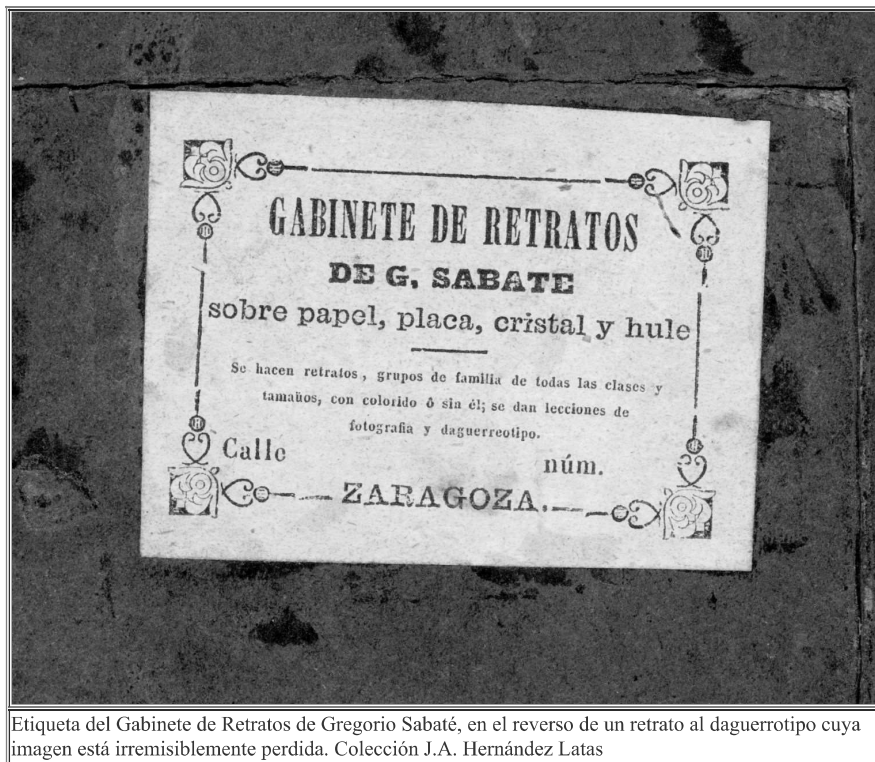 GABINETE DE RETRATOS
DE G. SABATE
sobre papel, placa, cristal y hule
Se hacen retratos, grupos de familia de todas las clases y
tamaños, con colorido ó sin él; se dan lecciones de
fotografia y daguerreotipo.
Calle núm.
ZARAGOZA.
Etiqueta del Gabinete de Retratos de Gregorio Sabaté, en el reverso de un retrato al daguerrotipo cuya
imagen está irremisiblemente perdida. Colección J.A. Hernández Latas